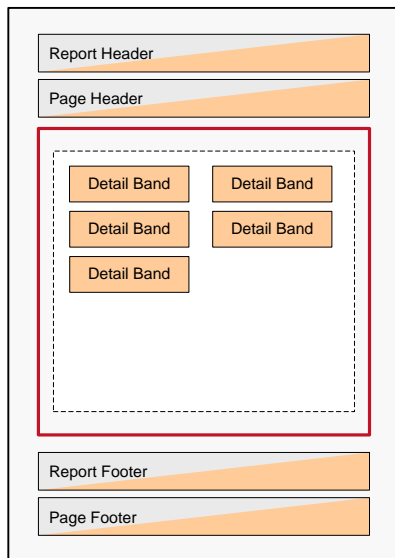 Report Header
Page Header
Detail Band Detail Band
Detail Band Detail Band
Detail Band
Report Footer
Page Footer